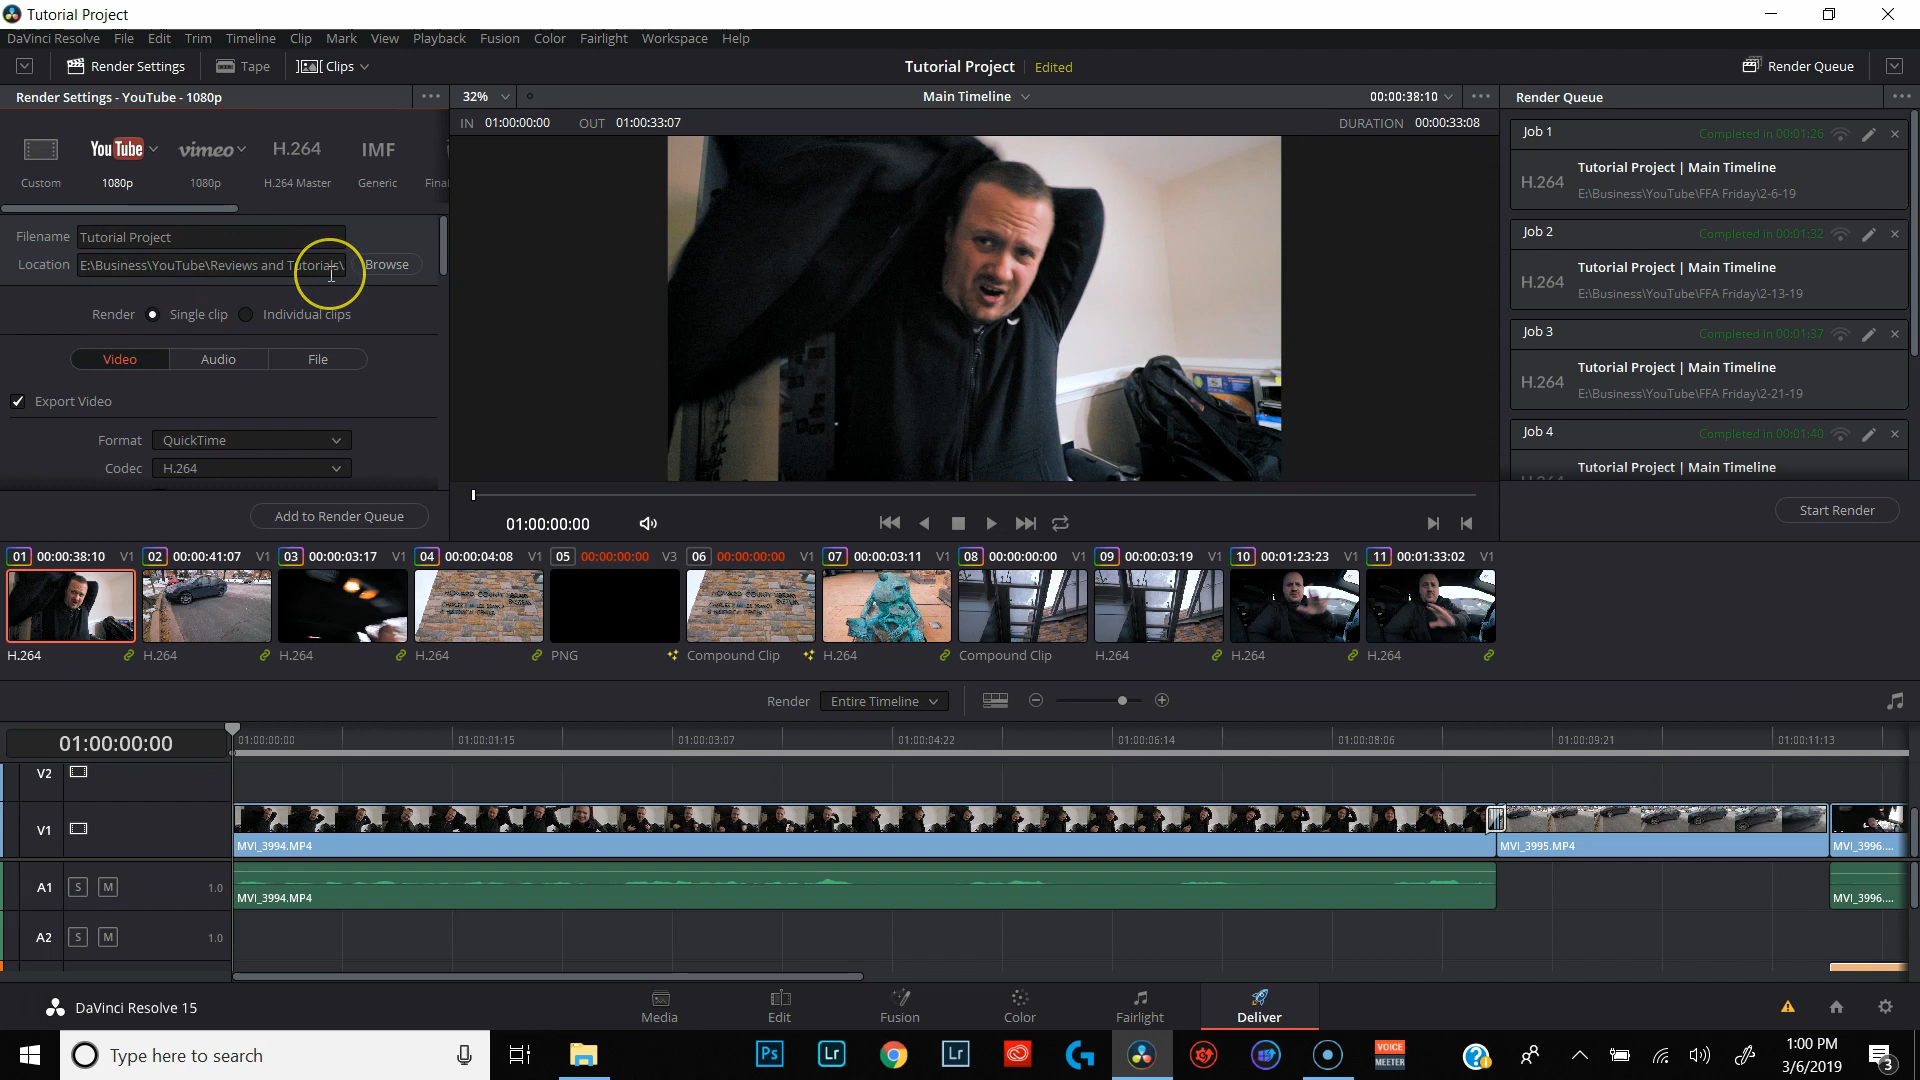 Tutorial Project
DaVinci Resolve File Edit Trim Timeline Clip Mark View Playback Fusion Color Fairlight Workspace Help
Render Settings Tape Clips Tutorial Project Edited Render Queue
Render Settings - YouTube - 1080p 32% Main Timeline 00:00:38:10 Render Queue
IN 01:00:00:00 OUT 01:00:33:07 DURATION 00:00:33:08
YouTube vimeo H.264 IMF
Custom 1080p 1080p H.264 Master Generic Final
Filename Tutorial Project
Location E:\Business\YouTube\Reviews and Tutorials\ Browse
Render Single clip Individual clips
Video Audio File
Export Video
Format QuickTime
Codec H.264
Add to Render Queue
Job 1 Completed in 00:01:26
Tutorial Project | Main Timeline
H.264 E:\Business\YouTube\FFA Friday\2-6-19
Job 2 Completed in 00:01:32
Tutorial Project | Main Timeline
H.264 E:\Business\YouTube\FFA Friday\2-13-19
Job 3 Completed in 00:01:37
Tutorial Project | Main Timeline
H.264 E:\Business\YouTube\FFA Friday\2-21-19
Job 4 Completed in 00:01:40
Tutorial Project | Main Timeline
Start Render
01:00:00:00
01 00:00:38:10 V1 02 00:00:41:07 V1 03 00:00:03:17 V1 04 00:00:04:08 V1 05 00:00:00:00 V3 06 00:00:00:00 V1 07 00:00:03:11 V1 08 00:00:00:00 V1 09 00:00:03:19 V1 10 00:01:23:23 V1 11 00:01:33:02 V1
H.264 H.264 H.264 H.264 PNG Compound Clip H.264 Compound Clip H.264 H.264 H.264
Render Entire Timeline
01:00:00:00 01:00:00:00 01:00:01:15 01:00:03:07 01:00:04:22 01:00:06:14 01:00:08:06 01:00:09:21 01:00:11:13
V2
V1
MVI_3994.MP4 MVI_3995.MP4 MVI_3996....
A1 S M 1.0
MVI_3994.MP4 MVI_3996....
A2 S M 1.0
DaVinci Resolve 15 Media Edit Fusion Color Fairlight Deliver
Type here to search Ps Lr Lr VOICE MEETER
1:00 PM
3/6/2019 3